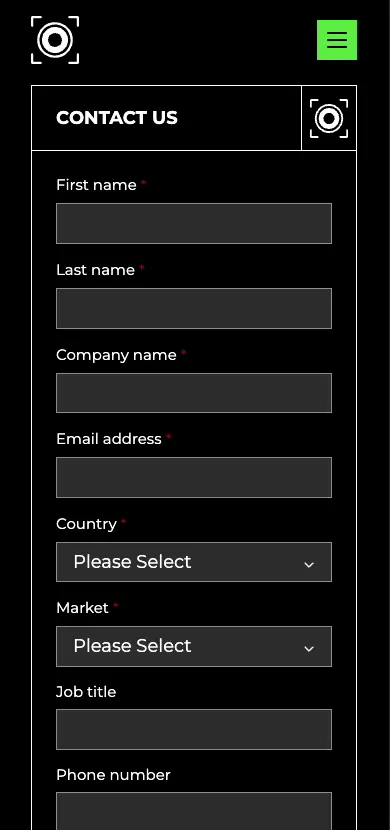 CONTACT US
First name *
Last name *
Company name *
Email address *
Country *
Please Select
Market *
Please Select
Job title
Phone number